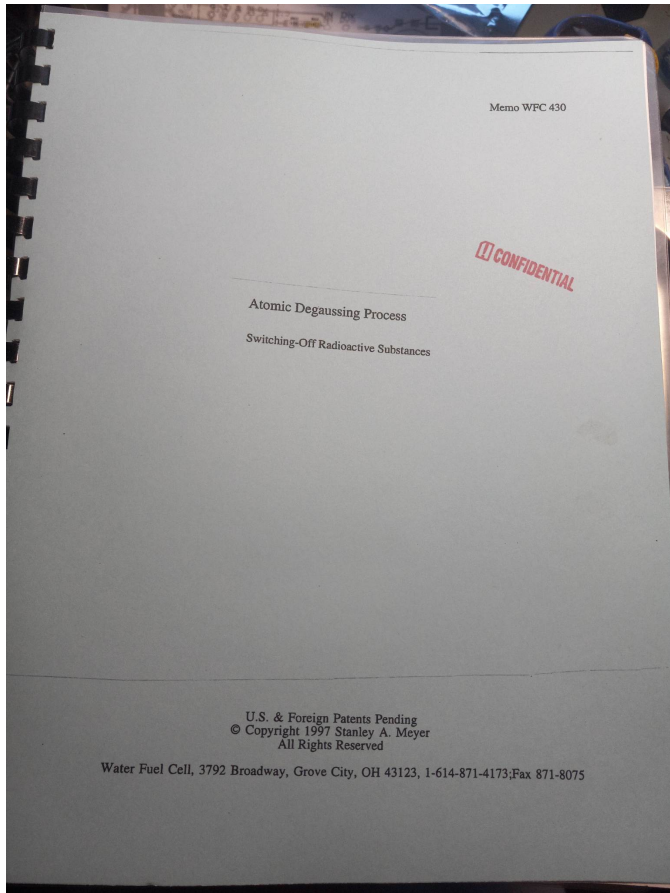 Memo WFC 430
CONFIDENTIAL
Atomic Degaussing Process
Switching-Off Radioactive Substances
U.S. & Foreign Patents Pending
© Copyright 1997 Stanley A. Meyer
All Rights Reserved
Water Fuel Cell, 3792 Broadway, Grove City, OH 43123, 1-614-871-4173;Fax 871-8075